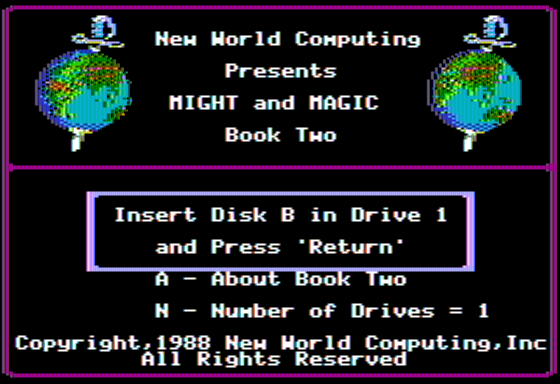 New World Computing
Presents
MIGHT and MAGIC
Book Two
Insert Disk B in Drive 1
and Press 'Return'
A - About Book Two
N - Number of Drives = 1
Copyright,1988 New World Computing,Inc
All Rights Reserved